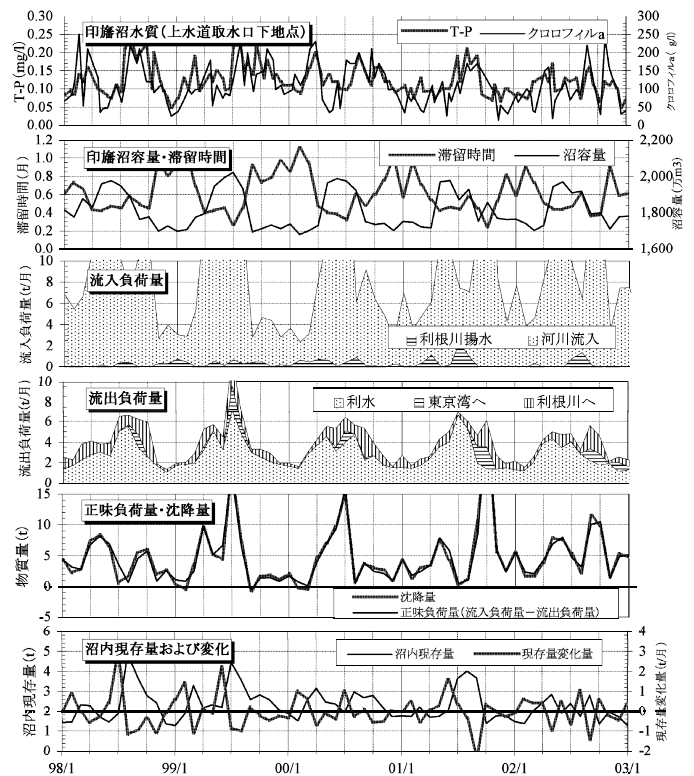 印旛沼水質(上水道取水口下地点)
T-P
クロロフィルa
T-P(mg/l)
クロロフィルa( g/l)
0.30
0.25
0.20
0.15
0.10
0.05
0.00
300
250
200
150
100
50
0
印旛沼容量・滞留時間
滞留時間
沼容量
滞留時間(月)
沼容量(万m3)
1.2
1.0
0.8
0.6
0.4
0.2
0.0
2,200
2,000
1,800
1,600
流入負荷量
流入負荷量(t/月)
10
8
6
4
2
0
利根川揚水
河川流入
流出負荷量
利水
東京湾へ
利根川へ
流出負荷量(t/月)
10
8
6
4
2
0
正味負荷量・沈降量
物質量(t)
15
10
5
0
-5
沈降量
正味負荷量(流入負荷量−流出負荷量)
沼内現存量および変化
沼内現存量
現存量変化量
沼内現存量(t)
現存量変化量(t/月)
6
5
4
3
2
1
0
4
3
2
1
0
-1
-2
98/1
99/1
00/1
01/1
02/1
03/1